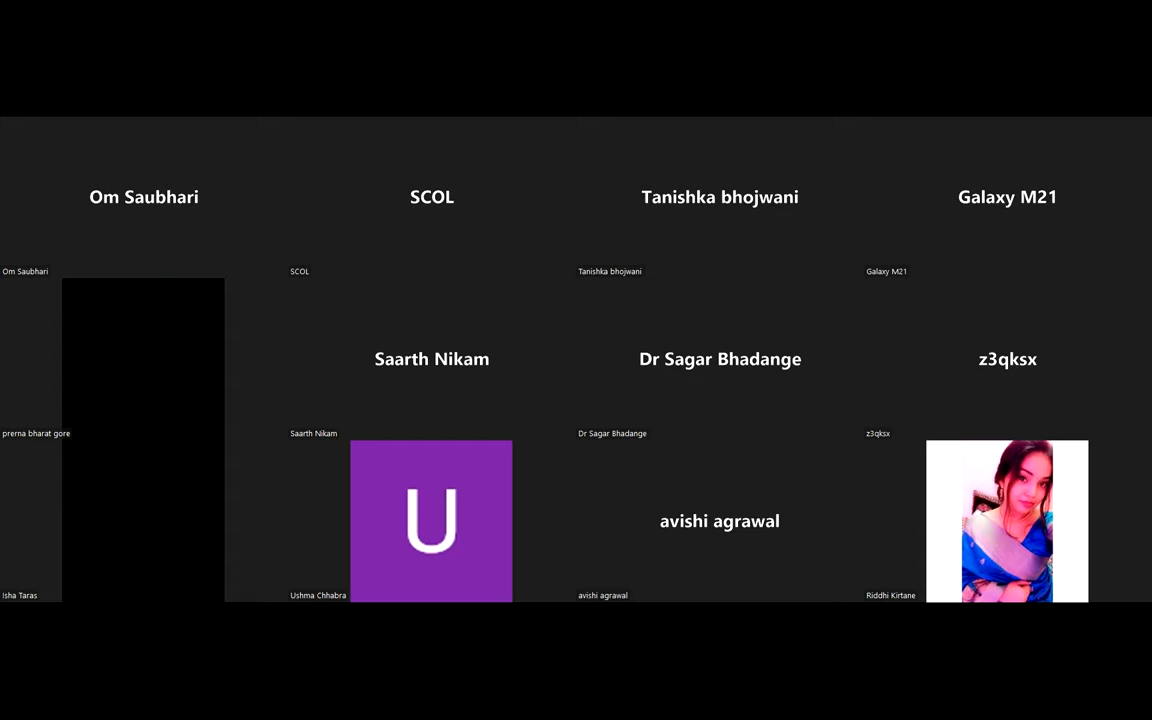 Om Saubhari
SCOL
Tanishka bhojwani
Galaxy M21
Om Saubhari
SCOL
Tanishka bhojwani
Galaxy M21
Saarth Nikam
Dr Sagar Bhadange
z3qksx
prerna bharat gore
Saarth Nikam
Dr Sagar Bhadange
z3qksx
U
avishi agrawal
Isha Taras
Ushma Chhabra
avishi agrawal
Riddhi Kirtane